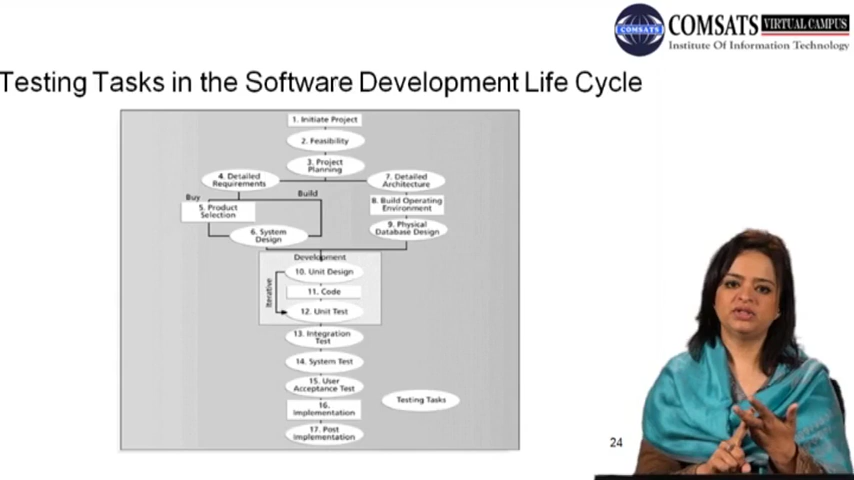 COMSATS
COMSATS VIRTUAL CAMPUS
Institute Of Information Technology
Testing Tasks in the Software Development Life Cycle
1. Initiate Project
2. Feasibility
3. Project
Planning
4. Detailed
Requirements
7. Detailed
Architecture
Buy
Build
5. Product
Selection
8. Build Operating
Environment
6. System
Design
9. Physical
Database Design
Development
10. Unit Design
Iterative
11. Code
12. Unit Test
13. Integration
Test
14. System Test
15. User
Acceptance Test
Testing Tasks
16.
Implementation
17. Post
Implementation
24